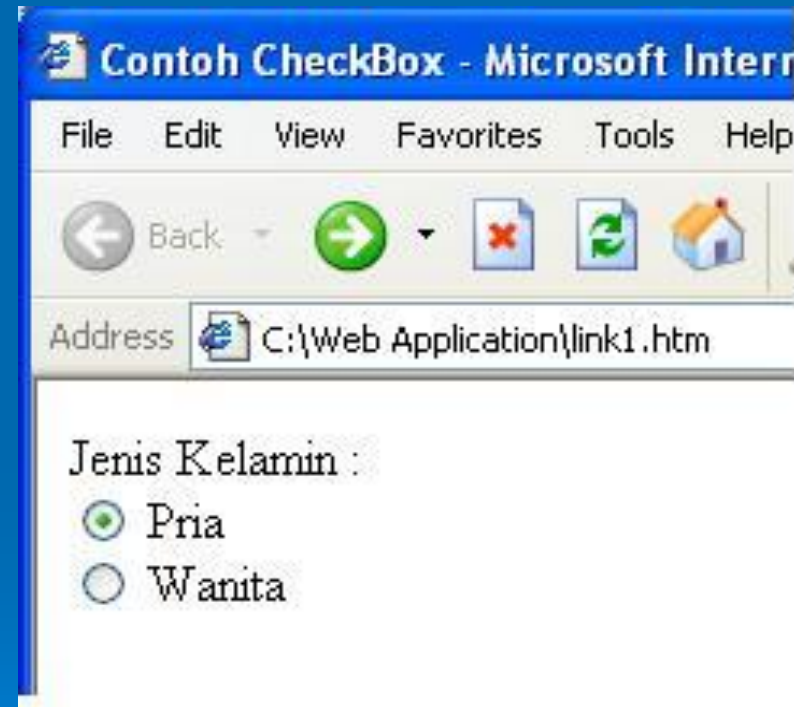 Contoh CheckBox - Microsoft Intern
File Edit View Favorites Tools Help
Back
Address C:\Web Application\link1.htm
Jenis Kelamin :
Pria
Wanita